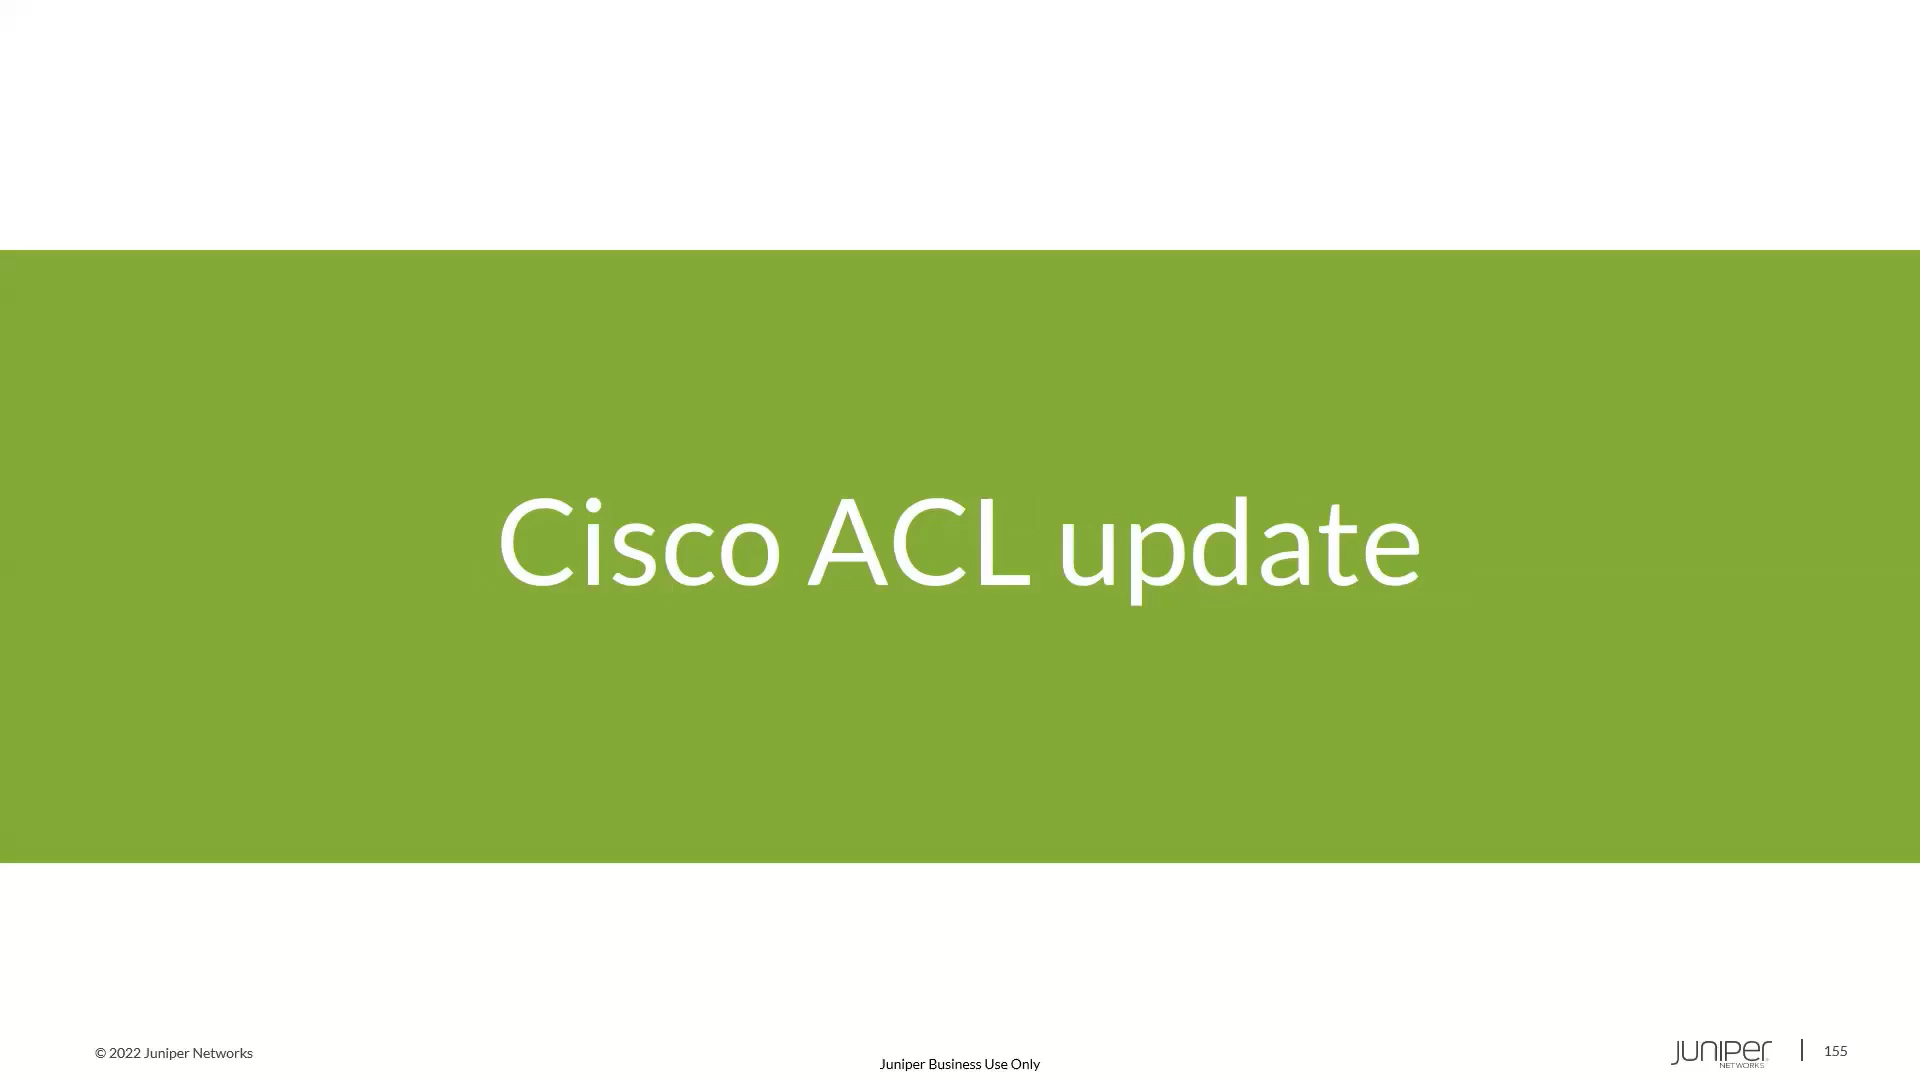 Cisco ACL update
© 2022 Juniper Networks
Juniper Business Use Only
JUNIPER
NETWORKS
155